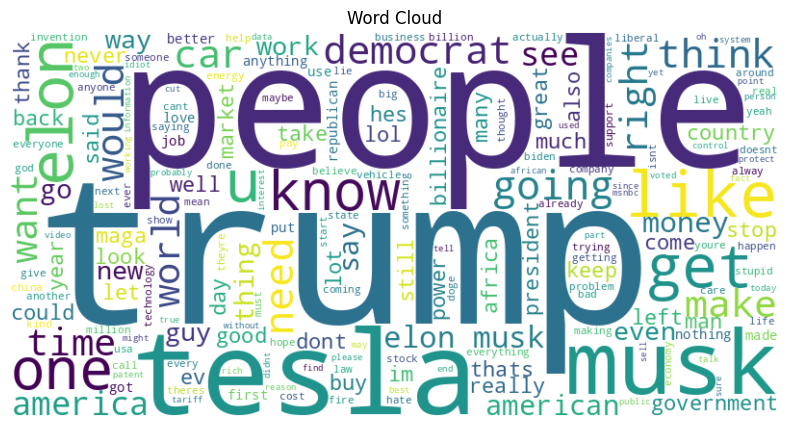 Word Cloud
people
trump
tesla
musk
elon
like
get
one
know
think
democrat
need
u
time
car
work
see
right
would
want
world
going
make
america
american
elon musk
way
never
thank
back
said
go
year
maga
look
new
let
could
guy
good
day
thing
market
take
lol
hes
many
billionaire
great
also
much
country
money
stop
come
keep
left
man
even
nothing
made
government
really
thats
im
buy
dont
law
say
lot
still
power
africa
president
well
job
love
cant
saying
anything
better
use
republican
believe
vehicle
put
show
mean
done
ev
got
first
cost
every
call
patent
theres
tariff
million
usa
kind
might
another
china
give
video
lost
god
everyone
anyone
enough
invention
two
idiot
someone
energy
help
data
cut
maybe
lie
big
pay
business
billion
actually
biden
thought
used
support
company
companies
liberal
oh
system
around
point
yet
real
person
yeah
live
doesnt
isnt
control
protect
alway
since
voted
fact
msnbc
already
african
interest
probably
ever
next
working
information
technology
true
without
must
theyre
start
state
something
coming
tell
doge
part
trying
getting
problem
bad
youre
happen
care
stupid
today
life
making
everything
stock
hate
find
end
best
fire
please
may
hope
didnt
rich
reason
sell
talk
economy
sure
public